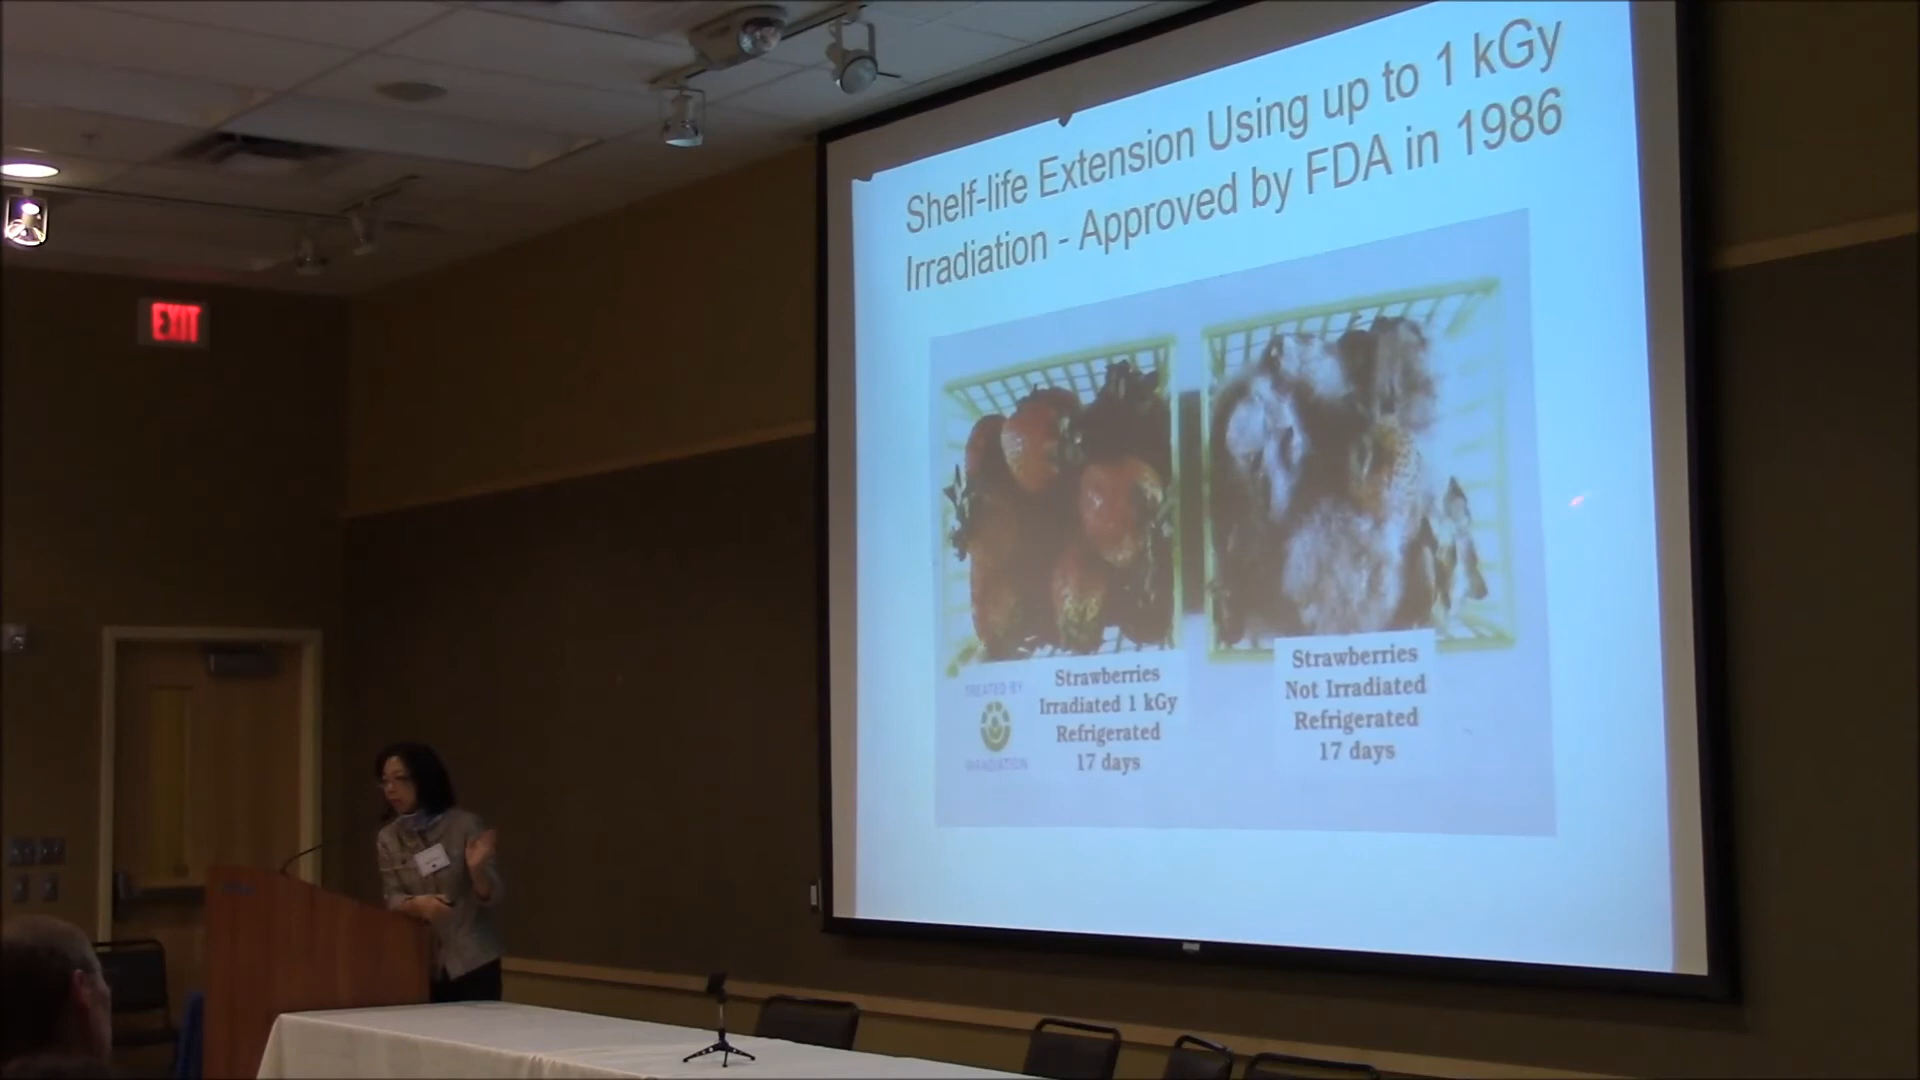 Shelf-life Extension Using up to 1 kGy
Irradiation - Approved by FDA in 1986
EXIT
TREATED BY
IRRADIATION
Strawberries
Irradiated 1 kGy
Refrigerated
17 days
Strawberries
Not Irradiated
Refrigerated
17 days